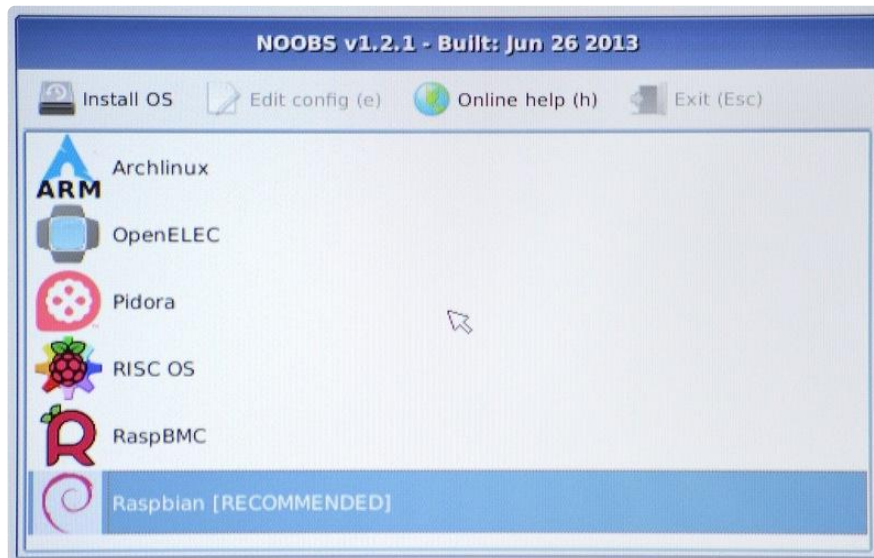 NOOBS v1.2.1 - Built: Jun 26 2013
Install OS Edit config (e) Online help (h) Exit (Esc)
ARM Archlinux
OpenELEC
Pidora
RISC OS
RaspBMC
Raspbian [RECOMMENDED]